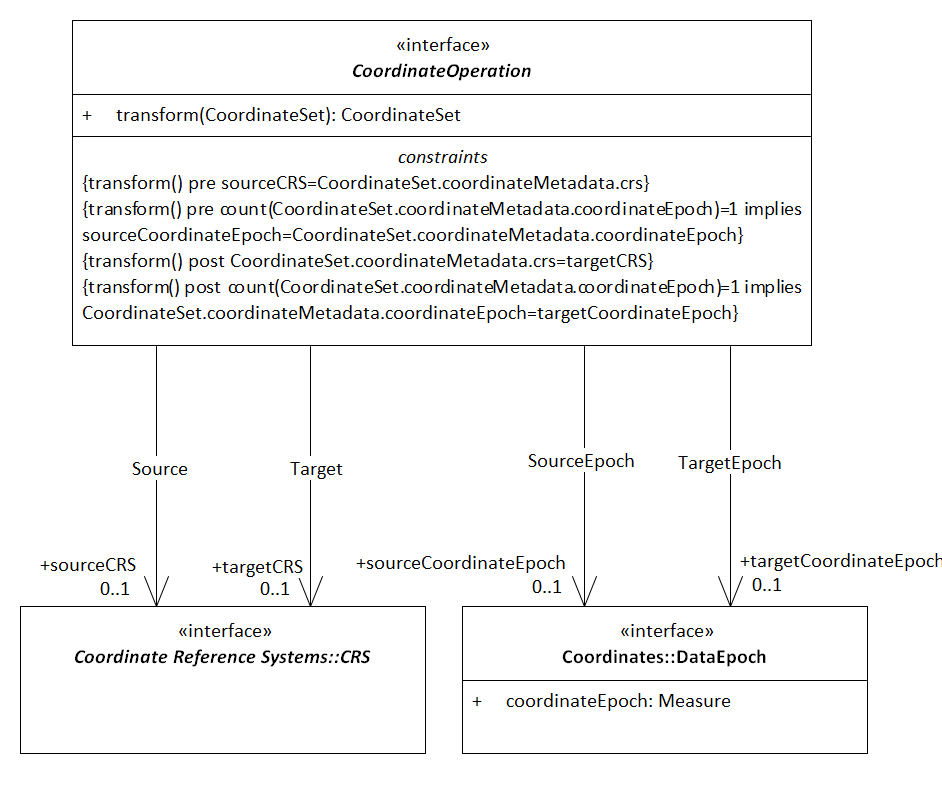 «interface»
CoordinateOperation
+ transform(CoordinateSet): CoordinateSet
constraints
{transform() pre sourceCRS=CoordinateSet.coordinateMetadata.crs}
{transform() pre count(CoordinateSet.coordinateMetadata.coordinateEpoch)=1 implies
sourceCoordinateEpoch=CoordinateSet.coordinateMetadata.coordinateEpoch}
{transform() post CoordinateSet.coordinateMetadata.crs=targetCRS}
{transform() post count(CoordinateSet.coordinateMetadata.coordinateEpoch)=1 implies
CoordinateSet.coordinateMetadata.coordinateEpoch=targetCoordinateEpoch}
Source
Target
SourceEpoch
TargetEpoch
+sourceCRS
0..1
+targetCRS
0..1
+sourceCoordinateEpoch
0..1
+targetCoordinateEpoch
0..1
«interface»
Coordinate Reference Systems::CRS
«interface»
Coordinates::DataEpoch
+ coordinateEpoch: Measure